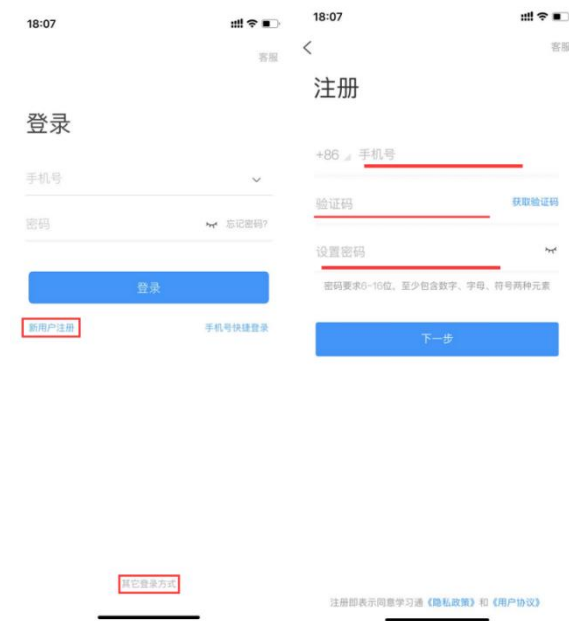 18:07
客服
登录
手机号
密码 忘记密码?
登录
新用户注册 手机号快捷登录
其它登录方式
18:07
客服
注册
+86 手机号
验证码 获取验证码
设置密码
密码要求6-16位，至少包含数字、字母、符号两种元素
下一步
注册即表示同意学习通《隐私政策》和《用户协议》